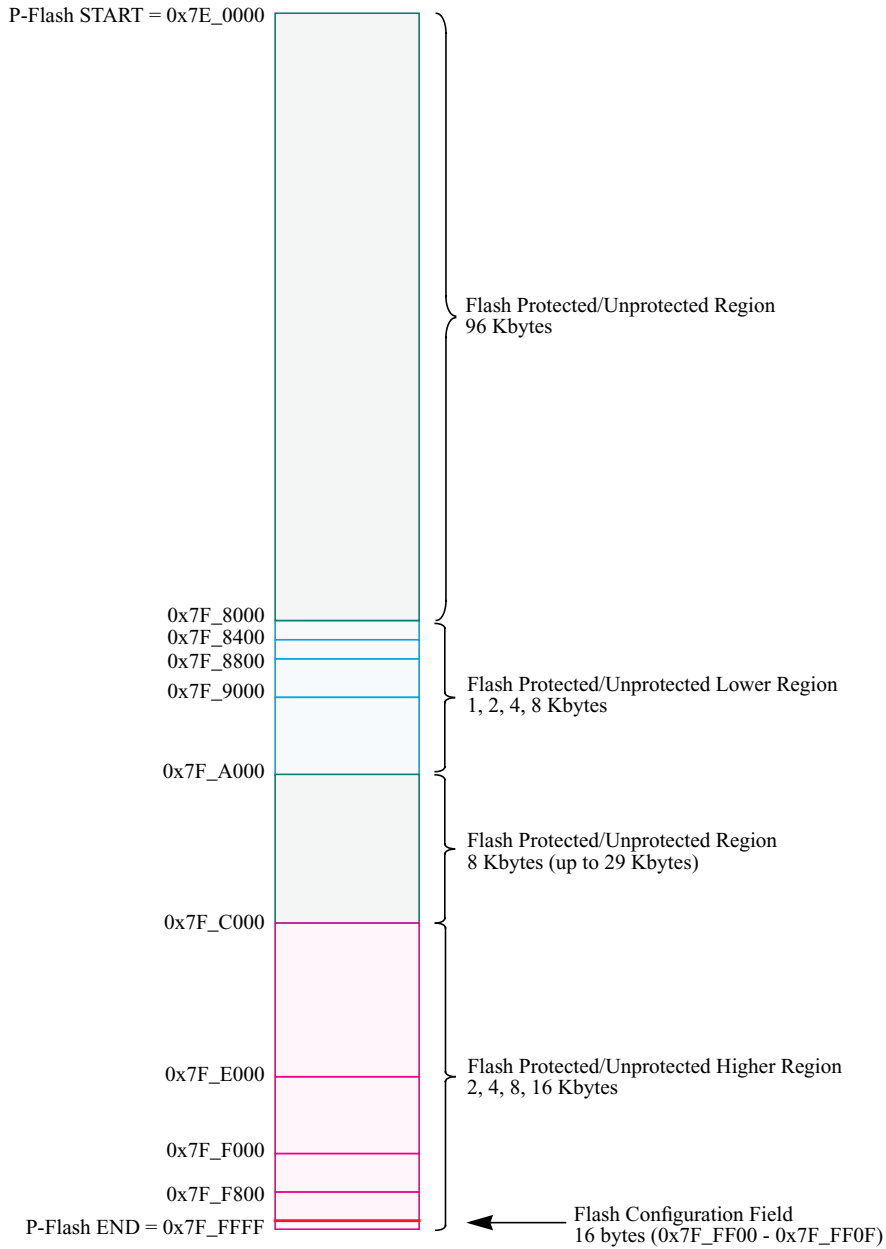 P-Flash START = 0x7E_0000
Flash Protected/Unprotected Region
96 Kbytes
0x7F_8000
0x7F_8400
0x7F_8800
0x7F_9000
Flash Protected/Unprotected Lower Region
1, 2, 4, 8 Kbytes
0x7F_A000
Flash Protected/Unprotected Region
8 Kbytes (up to 29 Kbytes)
0x7F_C000
Flash Protected/Unprotected Higher Region
2, 4, 8, 16 Kbytes
0x7F_E000
0x7F_F000
0x7F_F800
P-Flash END = 0x7F_FFFF
Flash Configuration Field
16 bytes (0x7F_FF00 - 0x7F_FF0F)